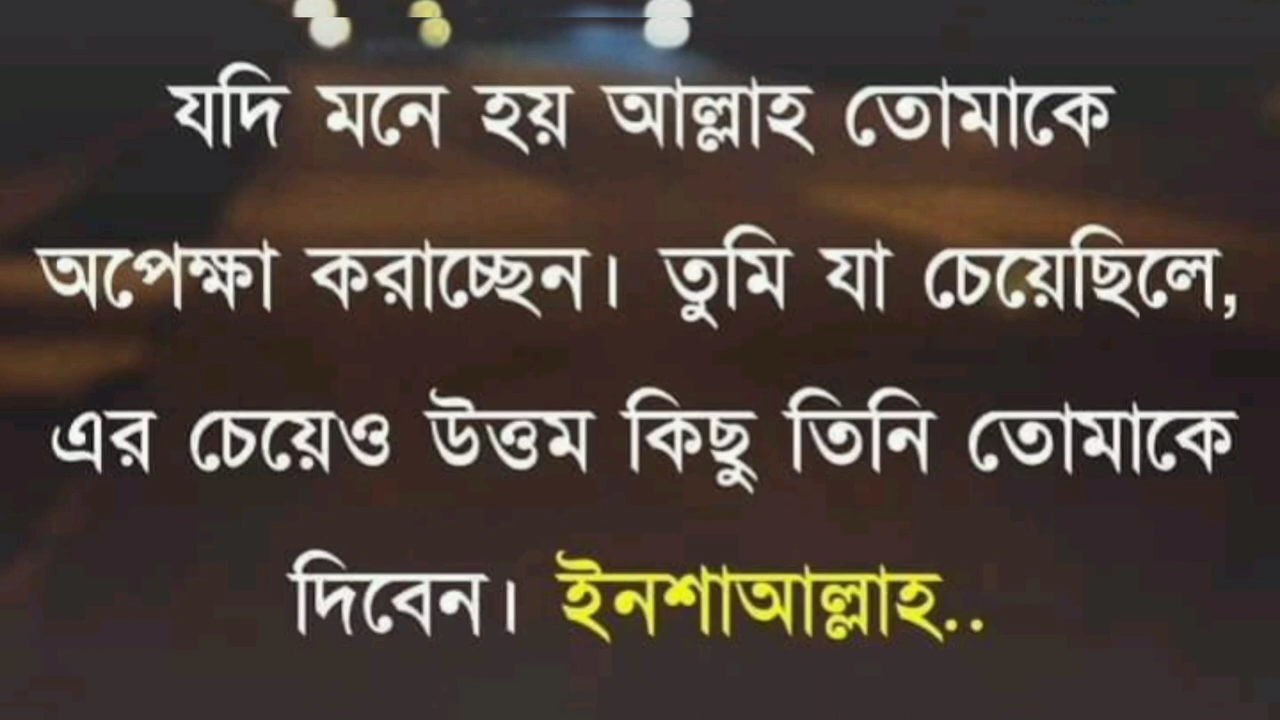 যদি মনে হয় আল্লাহ তোমাকে
অপেক্ষা করাচ্ছেন। তুমি যা চেয়েছিলে,
এর চেয়েও উত্তম কিছু তিনি তোমাকে
দিবেন। ইনশাআল্লাহ..